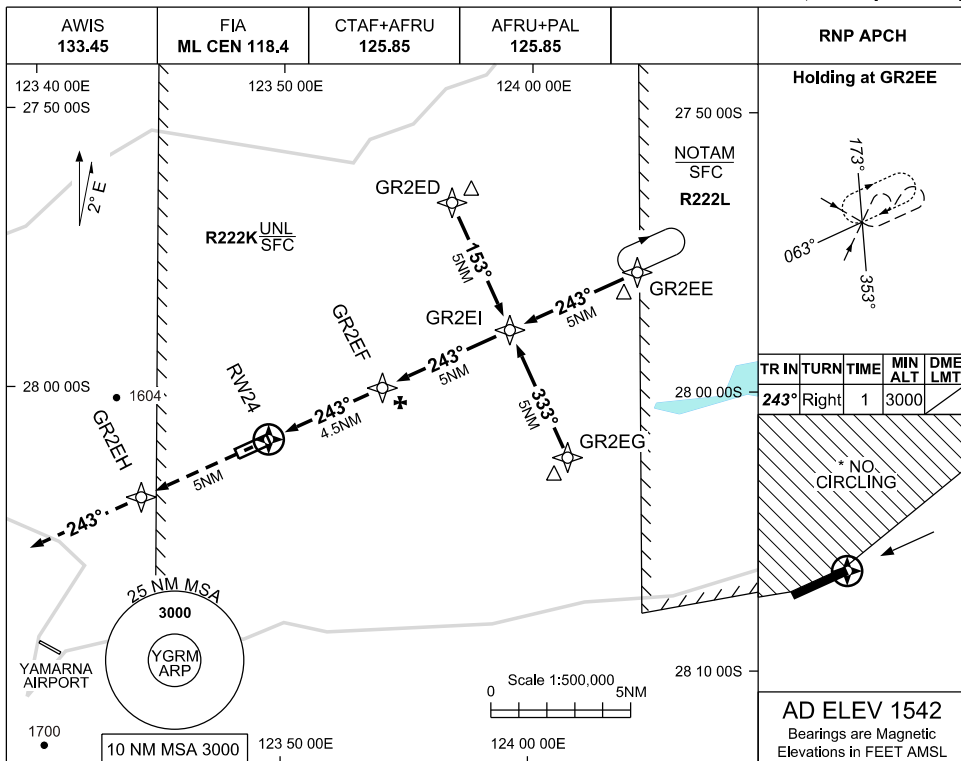 AWIS
133.45
FIA
ML CEN 118.4
CTAF+AFRU
125.85
AFRU+PAL
125.85
RNP APCH
123 40 00E
123 50 00E
124 00 00E
27 50 00S
27 50 00S
2° E
R222K UNL
SFC
NOTAM
SFC
R222L
GR2ED
153°
5NM
GR2EE
243°
5NM
GR2EI
243°
5NM
GR2EF
333°
5NM
GR2EG
243°
4.5NM
RW24
28 00 00S
28 00 00S
1604
GR2EH
5NM
243°
25 NM MSA
3000
YGRM
ARP
10 NM MSA 3000
YAMARNA
AIRPORT
1700
Scale 1:500,000
0
5NM
28 10 00S
123 50 00E
124 00 00E
Holding at GR2EE
173°
063°
353°
TR IN TURN TIME MIN ALT DME LMT
243° Right 1 3000
* NO
CIRCLING
AD ELEV 1542
Bearings are Magnetic
Elevations in FEET AMSL